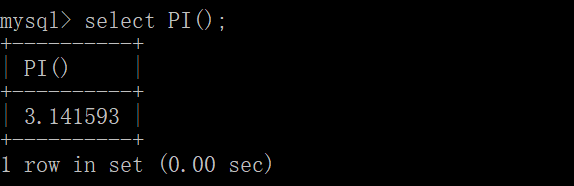 mysql> select PI();
+----------+
| PI()     |
+----------+
| 3.141593 |
+----------+
1 row in set (0.00 sec)